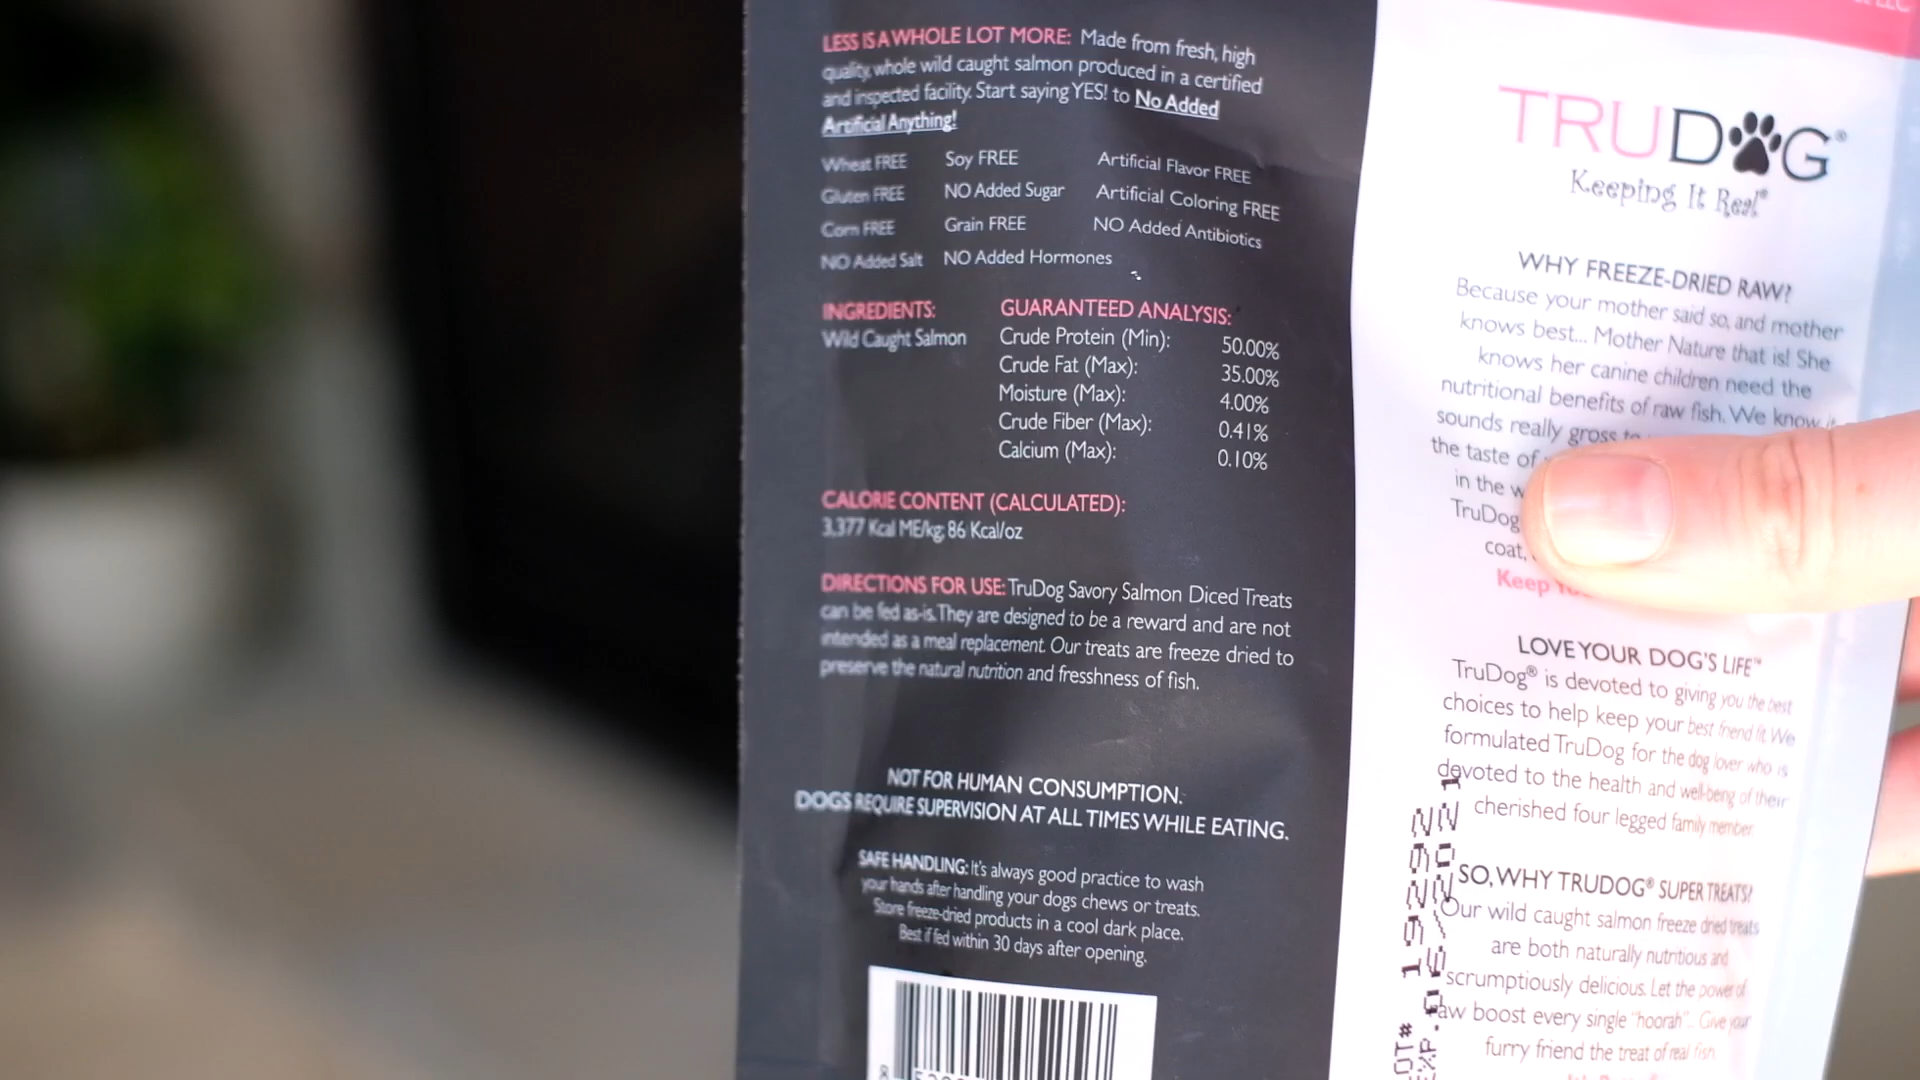 LESS IS A WHOLE LOT MORE: Made from fresh, high
quality, whole wild caught salmon produced in a certified
and inspected facility. Start saying YES! to No Added
Artificial Anything!
Wheat FREE Soy FREE Artificial Flavor FREE
Gluten FREE NO Added Sugar Artificial Coloring FREE
Corn FREE Grain FREE NO Added Antibiotics
NO Added Salt NO Added Hormones
INGREDIENTS:
Wild Caught Salmon
GUARANTEED ANALYSIS:
Crude Protein (Min): 50.00%
Crude Fat (Max): 35.00%
Moisture (Max): 4.00%
Crude Fiber (Max): 0.41%
Calcium (Max): 0.10%
CALORIE CONTENT (CALCULATED):
3,377 Kcal ME/kg; 86 Kcal/oz
DIRECTIONS FOR USE: TruDog Savory Salmon Diced Treats
can be fed as-is. They are designed to be a reward and are not
intended as a meal replacement. Our treats are freeze dried to
preserve the natural nutrition and fresshness of fish.
NOT FOR HUMAN CONSUMPTION.
DOGS REQUIRE SUPERVISION AT ALL TIMES WHILE EATING.
SAFE HANDLING: It's always good practice to wash
your hands after handling your dogs chews or treats.
Store freeze-dried products in a cool dark place.
Best if fed within 30 days after opening.
LLC
TRUDOG®
Keeping It Real®
WHY FREEZE-DRIED RAW?
Because your mother said so, and mother
knows best... Mother Nature that is! She
knows her canine children need the
nutritional benefits of raw fish. We know
sounds really gross
the taste of
in the
TruDog
coat,
Keep
LOVE YOUR DOG'S LIFE™
TruDog® is devoted to giving you the best
choices to help keep your best friend fit. We
formulated TruDog for the dog lover who is
devoted to the health and well-being of their
cherished four legged family member.
SO, WHY TRUDOG® SUPER TREATS?
Our wild caught salmon freeze dried treats
are both naturally nutritious and
scrumptiously delicious. Let the power of
raw boost every single "hoorah"... Give your
furry friend the treat of real fish.